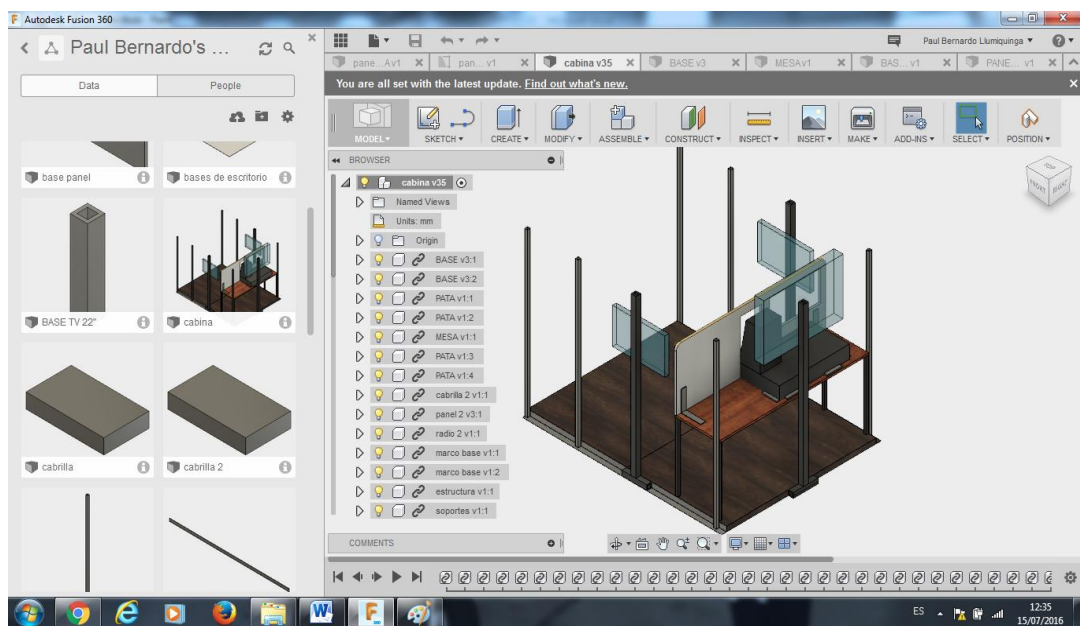 Autodesk Fusion 360
Paul Bernardo's ...
Data People
base panel
bases de escritorio
BASE TV 22"
cabina
cabrilla
cabrilla 2
Paul Bernardo Llumiquinga
pane...Av1 pan... v1 cabina v35 BASE v3 MESAv1 BAS... v1 PANE... v1
You are all set with the latest update. Find out what's new.
MODEL SKETCH CREATE MODIFY ASSEMBLE CONSTRUCT INSPECT INSERT MAKE ADD-INS SELECT POSITION
BROWSER
cabina v35
Named Views
Units: mm
Origin
BASE v3:1
BASE v3:2
PATA v1:1
PATA v1:2
MESA v1:1
PATA v1:3
PATA v1:4
cabrilla 2 v1:1
panel 2 v3:1
radio 2 v1:1
marco base v1:1
marco base v1:2
estructura v1:1
soportes v1:1
TOP
FRONT RIGHT
COMMENTS
ES
12:35
15/07/2016